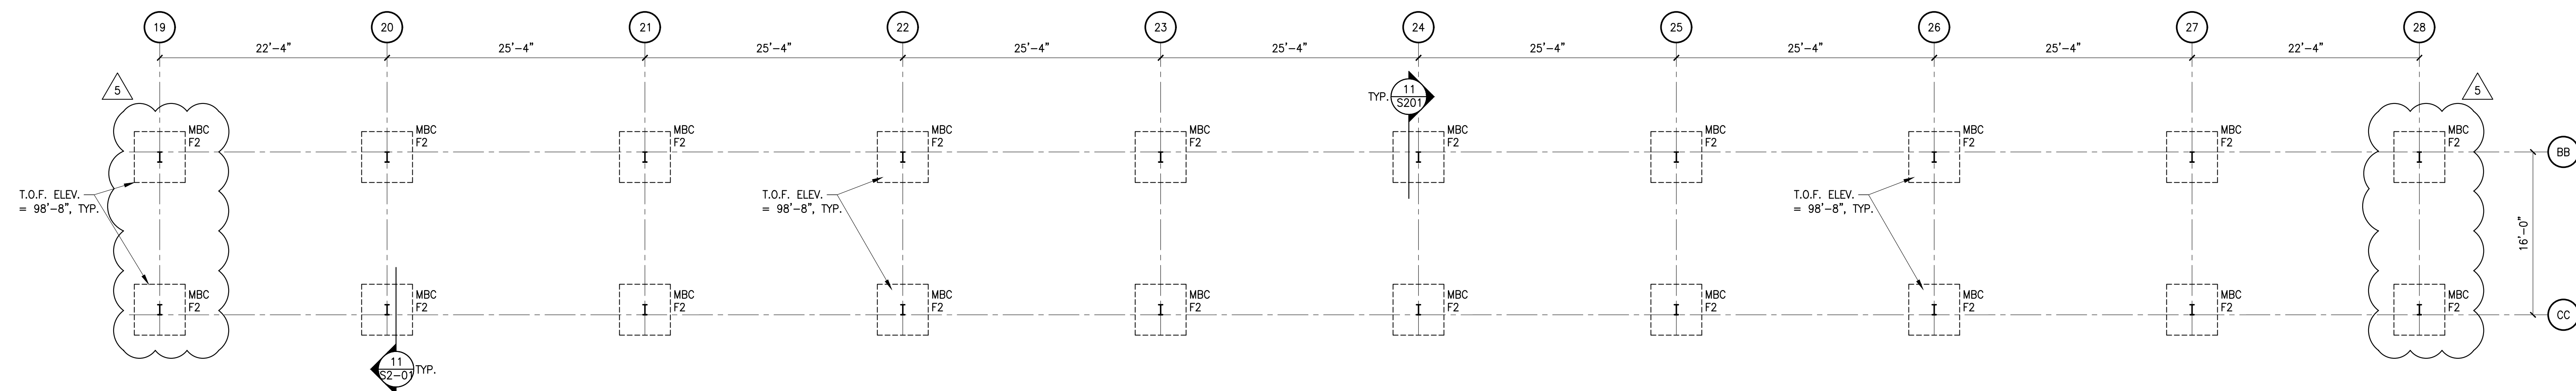 19 20 21 22 23 24 25 26 27 28
22'-4" 25'-4" 25'-4" 25'-4" 25'-4" 25'-4" 25'-4" 25'-4" 22'-4"
5 5
TYP. 11
S201
MBC MBC MBC MBC MBC MBC MBC MBC MBC MBC
F2 F2 F2 F2 F2 F2 F2 F2 F2 F2
BB
T.O.F. ELEV.
= 98'-8", TYP.
T.O.F. ELEV.
= 98'-8", TYP.
T.O.F. ELEV.
= 98'-8", TYP.
16'-0"
MBC MBC MBC MBC MBC MBC MBC MBC MBC MBC
F2 F2 F2 F2 F2 F2 F2 F2 F2 F2
CC
11
S2-01 TYP.